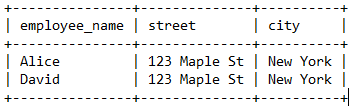 +---------------+--------------+----------+
| employee_name | street       | city     |
+---------------+--------------+----------+
| Alice         | 123 Maple St | New York |
| David         | 123 Maple St | New York |
+---------------+--------------+----------+